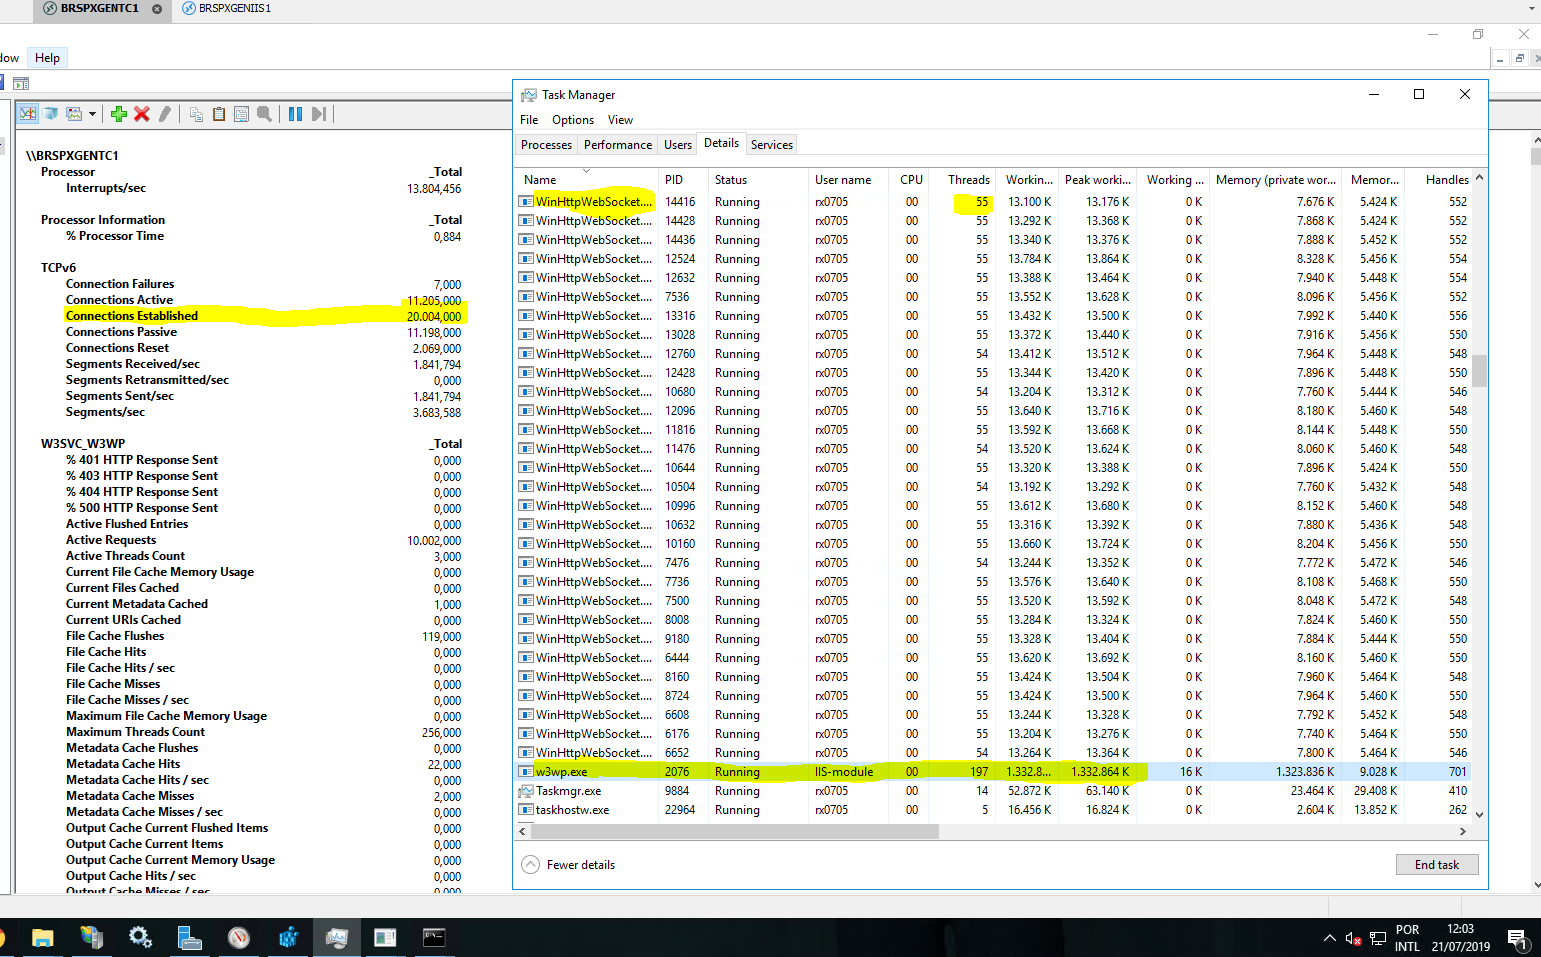 BRSPXGENTC1
BRSPXGENIIS1
dow Help
\\BRSPXGENTC1
Processor _Total
Interrupts/sec 13.804,456
Processor Information _Total
% Processor Time 0,884
TCPv6
Connection Failures 7,000
Connections Active 11.205,000
Connections Established 20.004,000
Connections Passive 11.198,000
Connections Reset 2.069,000
Segments Received/sec 1.841,794
Segments Retransmitted/sec 0,000
Segments Sent/sec 1.841,794
Segments/sec 3.683,588
W3SVC_W3WP _Total
% 401 HTTP Response Sent 0,000
% 403 HTTP Response Sent 0,000
% 404 HTTP Response Sent 0,000
% 500 HTTP Response Sent 0,000
Active Flushed Entries 0,000
Active Requests 10.002,000
Active Threads Count 3,000
Current File Cache Memory Usage 0,000
Current Files Cached 0,000
Current Metadata Cached 1,000
Current URIs Cached 0,000
File Cache Flushes 119,000
File Cache Hits 0,000
File Cache Hits / sec 0,000
File Cache Misses 0,000
File Cache Misses / sec 0,000
Maximum File Cache Memory Usage 0,000
Maximum Threads Count 256,000
Metadata Cache Flushes 0,000
Metadata Cache Hits 22,000
Metadata Cache Hits / sec 0,000
Metadata Cache Misses 2,000
Metadata Cache Misses / sec 0,000
Output Cache Current Flushed Items 0,000
Output Cache Current Items 0,000
Output Cache Current Memory Usage 0,000
Output Cache Hits / sec 0,000
Output Cache Misses / sec 0,000
Task Manager
File Options View
Processes Performance Users Details Services
Name PID Status User name CPU Threads Workin... Peak worki... Working ... Memory (private wor... Memor... Handles
WinHttpWebSocket.... 14416 Running rx0705 00 55 13.100 K 13.176 K 0 K 7.676 K 5.424 K 552
WinHttpWebSocket.... 14428 Running rx0705 00 55 13.292 K 13.368 K 0 K 7.868 K 5.424 K 552
WinHttpWebSocket.... 14436 Running rx0705 00 55 13.340 K 13.376 K 0 K 7.888 K 5.452 K 552
WinHttpWebSocket.... 12524 Running rx0705 00 55 13.784 K 13.864 K 0 K 8.328 K 5.456 K 554
WinHttpWebSocket.... 12632 Running rx0705 00 55 13.388 K 13.464 K 0 K 7.940 K 5.448 K 554
WinHttpWebSocket.... 7536 Running rx0705 00 55 13.552 K 13.628 K 0 K 8.096 K 5.456 K 552
WinHttpWebSocket.... 13316 Running rx0705 00 55 13.432 K 13.500 K 0 K 7.992 K 5.440 K 556
WinHttpWebSocket.... 13028 Running rx0705 00 55 13.372 K 13.440 K 0 K 7.916 K 5.456 K 550
WinHttpWebSocket.... 12760 Running rx0705 00 54 13.412 K 13.512 K 0 K 7.964 K 5.448 K 548
WinHttpWebSocket.... 12428 Running rx0705 00 55 13.344 K 13.420 K 0 K 7.896 K 5.448 K 550
WinHttpWebSocket.... 10680 Running rx0705 00 54 13.204 K 13.312 K 0 K 7.760 K 5.444 K 546
WinHttpWebSocket.... 12096 Running rx0705 00 55 13.640 K 13.716 K 0 K 8.180 K 5.460 K 548
WinHttpWebSocket.... 11816 Running rx0705 00 55 13.592 K 13.668 K 0 K 8.144 K 5.448 K 550
WinHttpWebSocket.... 11476 Running rx0705 00 54 13.520 K 13.624 K 0 K 8.060 K 5.460 K 548
WinHttpWebSocket.... 10644 Running rx0705 00 55 13.320 K 13.388 K 0 K 7.896 K 5.424 K 550
WinHttpWebSocket.... 10504 Running rx0705 00 54 13.192 K 13.292 K 0 K 7.760 K 5.432 K 548
WinHttpWebSocket.... 10996 Running rx0705 00 55 13.612 K 13.680 K 0 K 8.152 K 5.460 K 548
WinHttpWebSocket.... 10632 Running rx0705 00 55 13.316 K 13.392 K 0 K 7.880 K 5.436 K 550
WinHttpWebSocket.... 10160 Running rx0705 00 55 13.660 K 13.724 K 0 K 8.204 K 5.456 K 550
WinHttpWebSocket.... 7476 Running rx0705 00 54 13.244 K 13.352 K 0 K 7.772 K 5.472 K 546
WinHttpWebSocket.... 7736 Running rx0705 00 55 13.576 K 13.640 K 0 K 8.108 K 5.468 K 550
WinHttpWebSocket.... 7500 Running rx0705 00 55 13.520 K 13.592 K 0 K 8.048 K 5.472 K 548
WinHttpWebSocket.... 8008 Running rx0705 00 55 13.284 K 13.324 K 0 K 7.824 K 5.460 K 550
WinHttpWebSocket.... 9180 Running rx0705 00 55 13.328 K 13.404 K 0 K 7.884 K 5.444 K 550
WinHttpWebSocket.... 6444 Running rx0705 00 55 13.620 K 13.692 K 0 K 8.160 K 5.460 K 550
WinHttpWebSocket.... 8160 Running rx0705 00 55 13.424 K 13.504 K 0 K 7.960 K 5.464 K 548
WinHttpWebSocket.... 8724 Running rx0705 00 55 13.424 K 13.500 K 0 K 7.964 K 5.460 K 550
WinHttpWebSocket.... 6608 Running rx0705 00 55 13.244 K 13.328 K 0 K 7.792 K 5.452 K 548
WinHttpWebSocket.... 6176 Running rx0705 00 55 13.204 K 13.276 K 0 K 7.740 K 5.464 K 550
WinHttpWebSocket.... 6652 Running rx0705 00 54 13.264 K 13.364 K 0 K 7.800 K 5.464 K 546
w3wp.exe 2076 Running IIS-module 00 197 1.332.8... 1.332.864 K 16 K 1.323.836 K 9.028 K 701
Taskmgr.exe 9884 Running rx0705 00 14 52.872 K 63.140 K 0 K 23.464 K 29.408 K 410
taskhostw.exe 22964 Running rx0705 00 5 16.456 K 16.824 K 0 K 2.604 K 13.852 K 262
Fewer details
End task
POR 12:03
INTL 21/07/2019
1